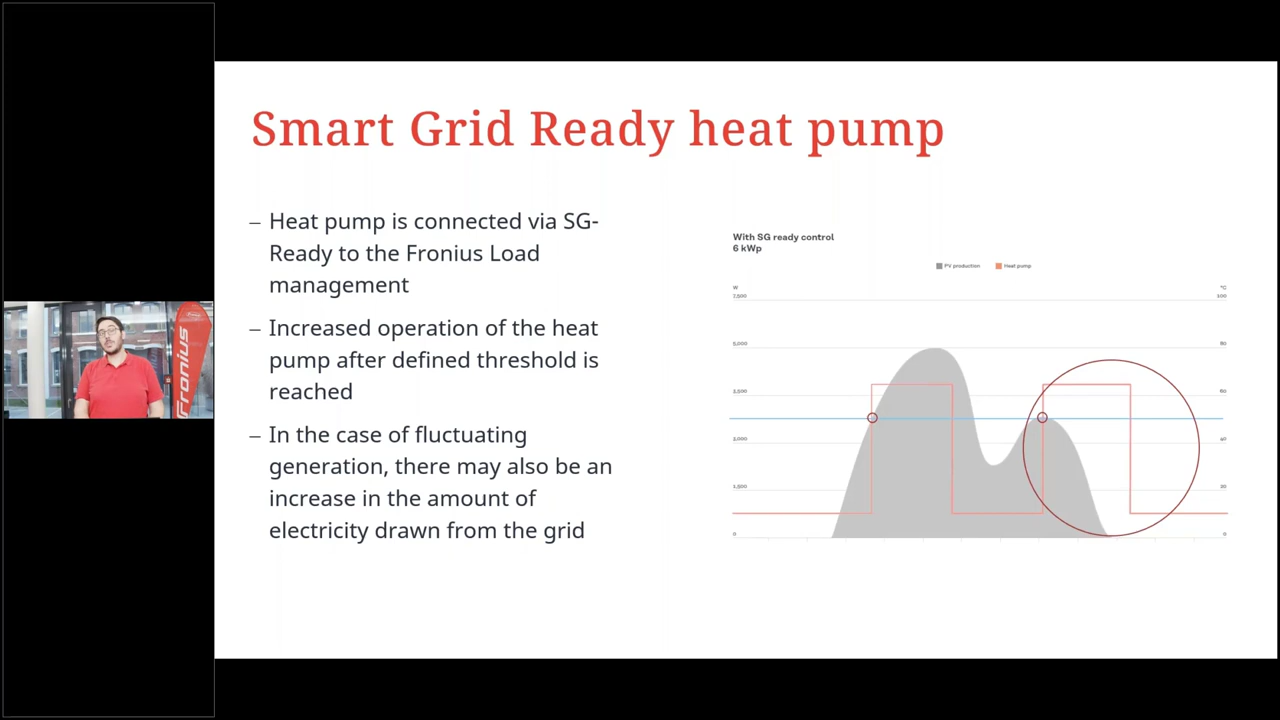 Smart Grid Ready heat pump
– Heat pump is connected via SG-
Ready to the Fronius Load
management
– Increased operation of the heat
pump after defined threshold is
reached
– In the case of fluctuating
generation, there may also be an
increase in the amount of
electricity drawn from the grid
With SG ready control
6 kWp
PV production
Heat pump
W
°C
7,500
100
5,000
80
3,500
60
2,000
40
1,500
20
0
0
Fronius